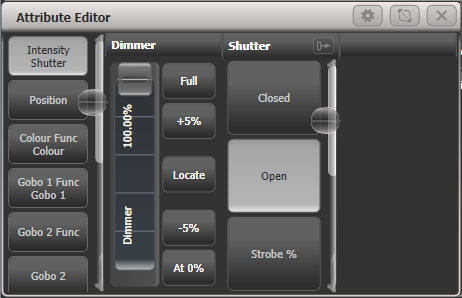 Attribute Editor
Intensity
Shutter
Position
Colour Func
Colour
Gobo 1 Func
Gobo 1
Gobo 2 Func
Gobo 2
Dimmer
100.00%
Dimmer
Full
+5%
Locate
-5%
At 0%
Shutter
Closed
Open
Strobe %